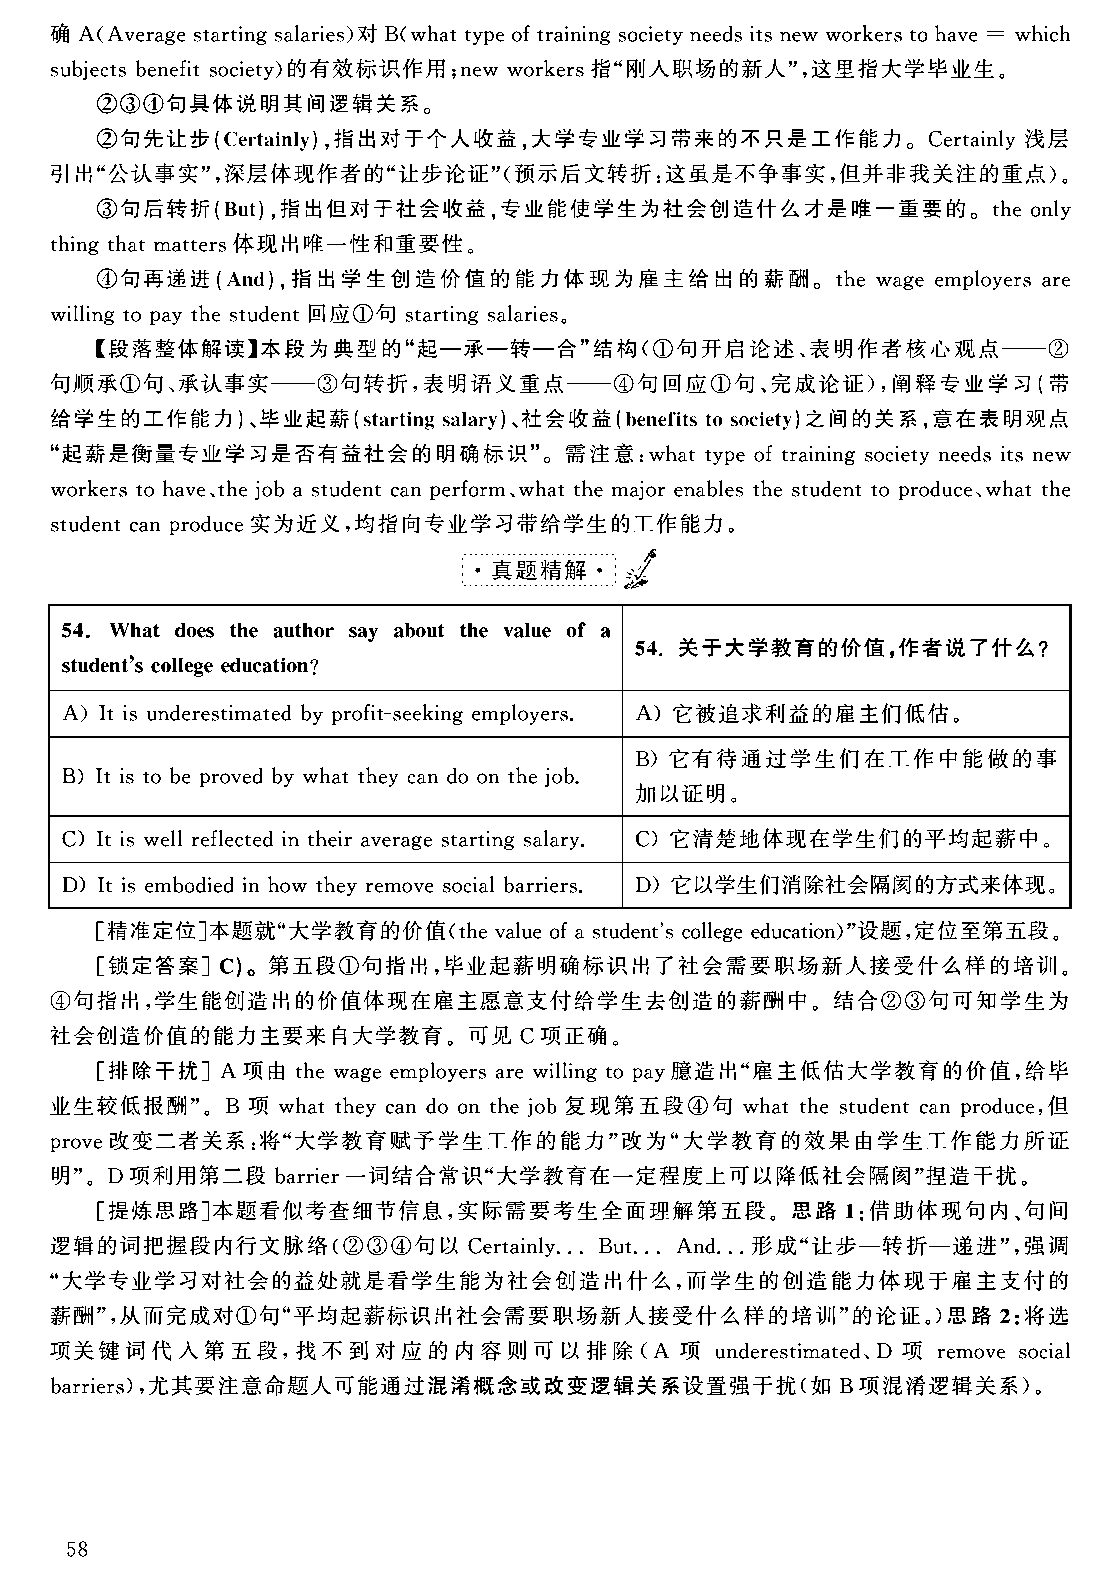 确 A(Average starting salaries)对 B(what type of training society needs its new workers to have = which
subjects benefit society)的有效标识作用;new workers 指“刚人职场的新人”,这里指大学毕业生。
②③④句具体说明其间逻辑关系。
②句先让步(Certainly),指出对于个人收益,大学专业学习带来的不只是工作能力。Certainly 浅层
引出“公认事实”,深层体现作者的“让步论证”(预示后文转折:这虽是不争事实,但并非我关注的重点)。
③句后转折(But),指出但对于社会收益,专业能使学生为社会创造什么才是唯一重要的。the only
thing that matters 体现出唯一性和重要性。
④句再递进(And),指出学生创造价值的能力体现为雇主给出的薪酬。the wage employers are
willing to pay the student 回应①句 starting salaries。
【段落整体解读】本段为典型的“起—承—转—合”结构(①句开启论述、表明作者核心观点——②
句顺承①句、承认事实——③句转折,表明语义重点——④句回应①句、完成论证),阐释专业学习(带
给学生的工作能力)、毕业起薪(starting salary)、社会收益(benefits to society)之间的关系,意在表明观点
“起薪是衡量专业学习是否有益社会的明确标识”。需注意:what type of training society needs its new
workers to have、the job a student can perform、what the major enables the student to produce、what the
student can produce 实为近义,均指向专业学习带给学生的工作能力。
·真题精解·
54. What does the author say about the value of a
student's college education?
54. 关于大学教育的价值,作者说了什么?
A) It is underestimated by profit-seeking employers.
A) 它被追求利益的雇主们低估。
B) It is to be proved by what they can do on the job.
B) 它有待通过学生们在工作中能做的事
加以证明。
C) It is well reflected in their average starting salary.
C) 它清楚地体现在学生们的平均起薪中。
D) It is embodied in how they remove social barriers.
D) 它以学生们消除社会隔阂的方式来体现。
[精准定位]本题就“大学教育的价值(the value of a student's college education)”设题,定位至第五段。
[锁定答案] C)。第五段①句指出,毕业起薪明确标识出了社会需要职场新人接受什么样的培训。
④句指出,学生能创造出的价值体现在雇主愿意支付给学生去创造的薪酬中。结合②③句可知学生为
社会创造价值的能力主要来自大学教育。可见 C 项正确。
[排除干扰] A 项由 the wage employers are willing to pay 臆造出“雇主低估大学教育的价值,给毕
业生较低报酬”。B 项 what they can do on the job 复现第五段④句 what the student can produce,但
prove 改变二者关系:将“大学教育赋予学生工作的能力”改为“大学教育的效果由学生工作能力所证
明”。D 项利用第二段 barrier 一词结合常识“大学教育在一定程度上可以降低社会隔阂”捏造干扰。
[提炼思路]本题看似考查细节信息,实际需要考生全面理解第五段。思路 1:借助体现句内、句间
逻辑的词把握段内行文脉络(②③④句以 Certainly... But... And...形成“让步—转折—递进”,强调
“大学专业学习对社会的益处就是看学生能为社会创造出什么,而学生的创造能力体现于雇主支付的
薪酬”,从而完成对①句“平均起薪标识出社会需要职场新人接受什么样的培训”的论证。)思路 2:将选
项关键词代入第五段,找不到对应的内容则可以排除(A 项 underestimated、D 项 remove social
barriers),尤其要注意命题人可能通过混淆概念或改变逻辑关系设置强干扰(如 B 项混淆逻辑关系)。
58